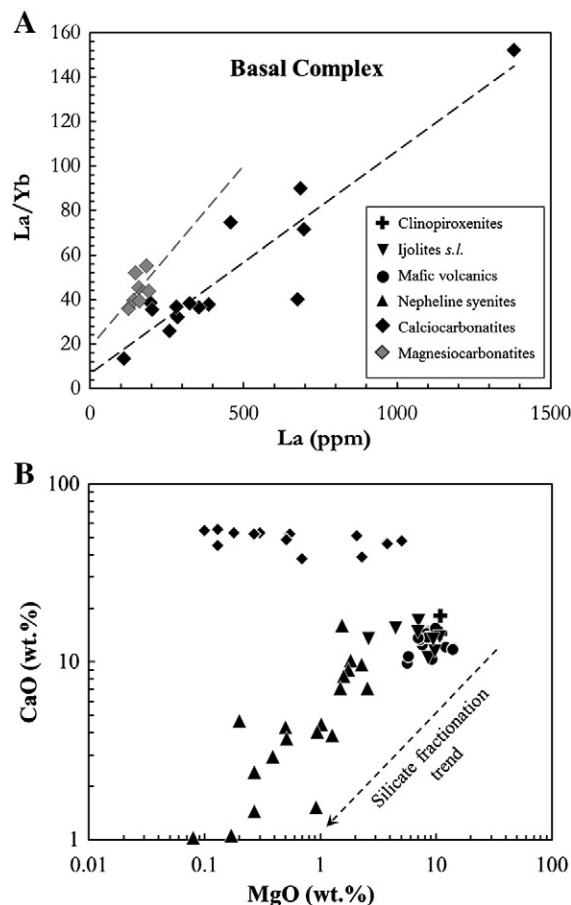 A
160
140
120
100
80
60
40
20
0
La/Yb
Basal Complex
Clinopiroxenites
Ijolites s.l.
Mafic volcanics
Nepheline syenites
Calciocarbonatites
Magnesiocarbonatites
0 500 1000 1500
La (ppm)
B
100
10
1
CaO (wt.%)
Silicate fractionation
trend
0.01 0.1 1 10 100
MgO (wt.%)